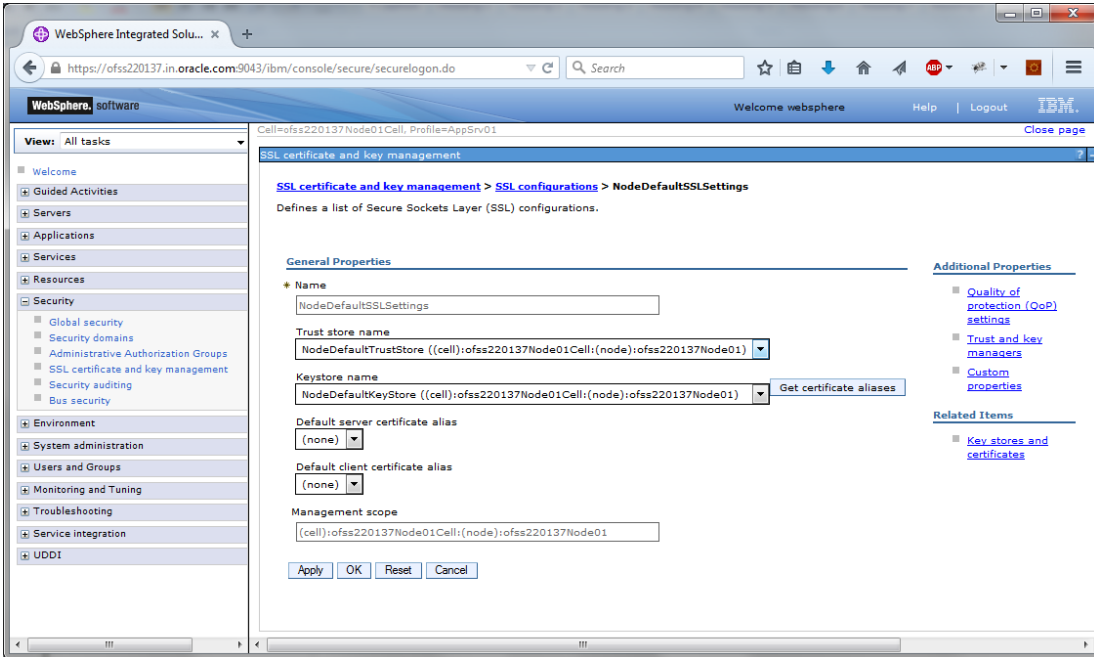 WebSphere Integrated Solu...
https://ofss220137.in.oracle.com:9043/ibm/console/secure/securelogon.do
Search
ABP
WebSphere. software
Welcome websphere
Help | Logout
IBM.
View: All tasks
Cell=ofss220137Node01Cell, Profile=AppSrv01
Close page
Welcome
Guided Activities
Servers
Applications
Services
Resources
Security
Global security
Security domains
Administrative Authorization Groups
SSL certificate and key management
Security auditing
Bus security
Environment
System administration
Users and Groups
Monitoring and Tuning
Troubleshooting
Service integration
UDDI
SSL certificate and key management
?
SSL certificate and key management > SSL configurations > NodeDefaultSSLSettings
Defines a list of Secure Sockets Layer (SSL) configurations.
General Properties
* Name
NodeDefaultSSLSettings
Trust store name
NodeDefaultTrustStore ((cell):ofss220137Node01Cell:(node):ofss220137Node01)
Keystore name
NodeDefaultKeyStore ((cell):ofss220137Node01Cell:(node):ofss220137Node01)
Get certificate aliases
Default server certificate alias
(none)
Default client certificate alias
(none)
Management scope
(cell):ofss220137Node01Cell:(node):ofss220137Node01
Apply
OK
Reset
Cancel
Additional Properties
Quality of
protection (QoP)
settings
Trust and key
managers
Custom
properties
Related Items
Key stores and
certificates